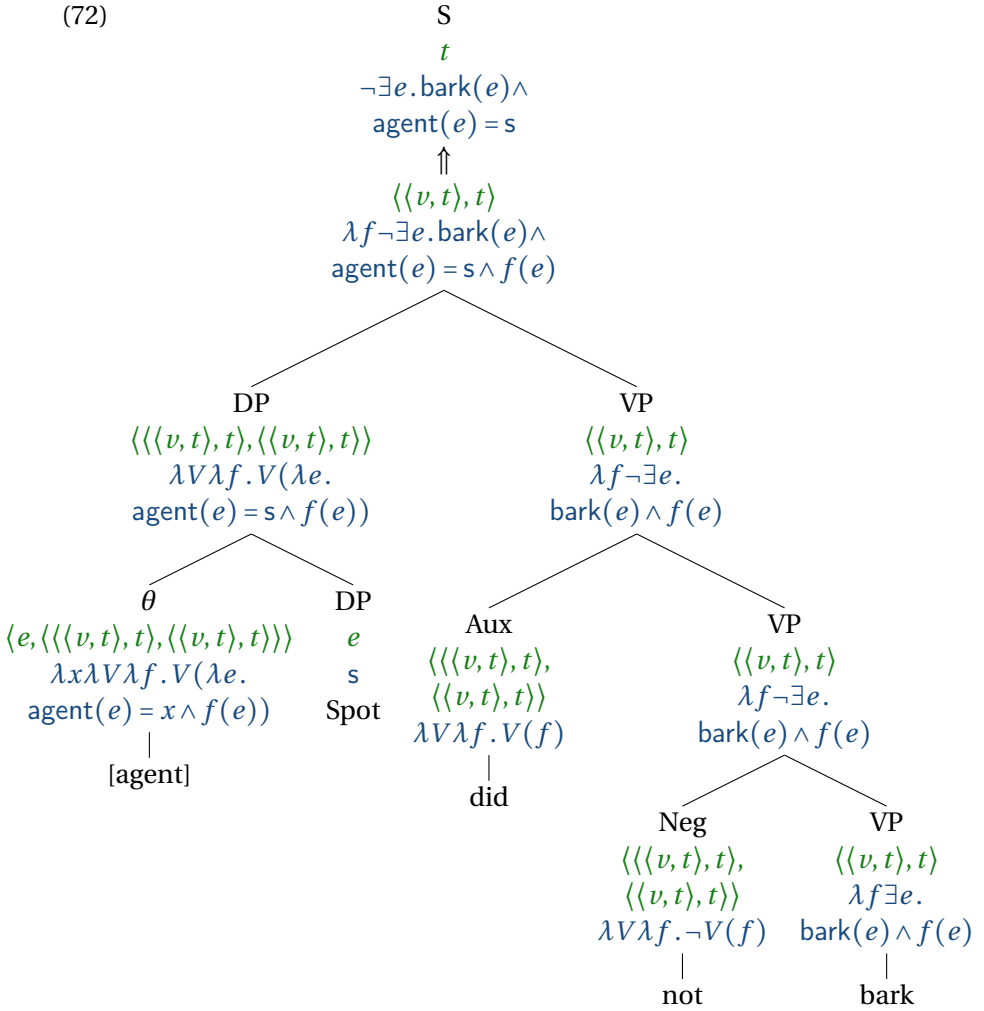 (72)
S
t
¬∃e.bark(e)∧
agent(e) = s
⇑
⟨⟨v, t⟩, t⟩
λf¬∃e.bark(e)∧
agent(e) = s ∧ f(e)
DP
⟨⟨⟨v, t⟩, t⟩,⟨⟨v, t⟩, t⟩⟩
λVλf.V(λe.
agent(e) = s ∧ f(e))
VP
⟨⟨v, t⟩, t⟩
λf¬∃e.
bark(e) ∧ f(e)
θ
⟨e,⟨⟨⟨v, t⟩, t⟩,⟨⟨v, t⟩, t⟩⟩⟩
λxλVλf.V(λe.
agent(e) = x ∧ f(e))
[agent]
DP
e
s
Spot
Aux
⟨⟨⟨v, t⟩, t⟩,
⟨⟨v, t⟩, t⟩⟩
λVλf.V(f)
did
VP
⟨⟨v, t⟩, t⟩
λf¬∃e.
bark(e) ∧ f(e)
Neg
⟨⟨⟨v, t⟩, t⟩,
⟨⟨v, t⟩, t⟩⟩
λVλf.¬V(f)
not
VP
⟨⟨v, t⟩, t⟩
λf∃e.
bark(e) ∧ f(e)
bark